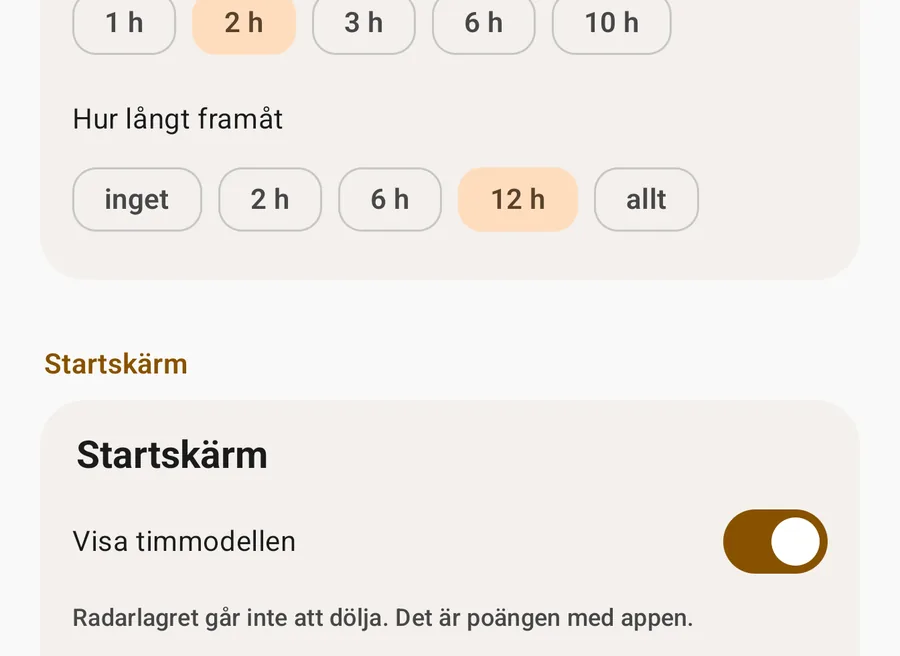 1 h 2 h 3 h 6 h 10 h
Hur långt framåt
inget 2 h 6 h 12 h allt
Startskärm
Startskärm
Visa timmodellen
Radarlagret går inte att dölja. Det är poängen med appen.